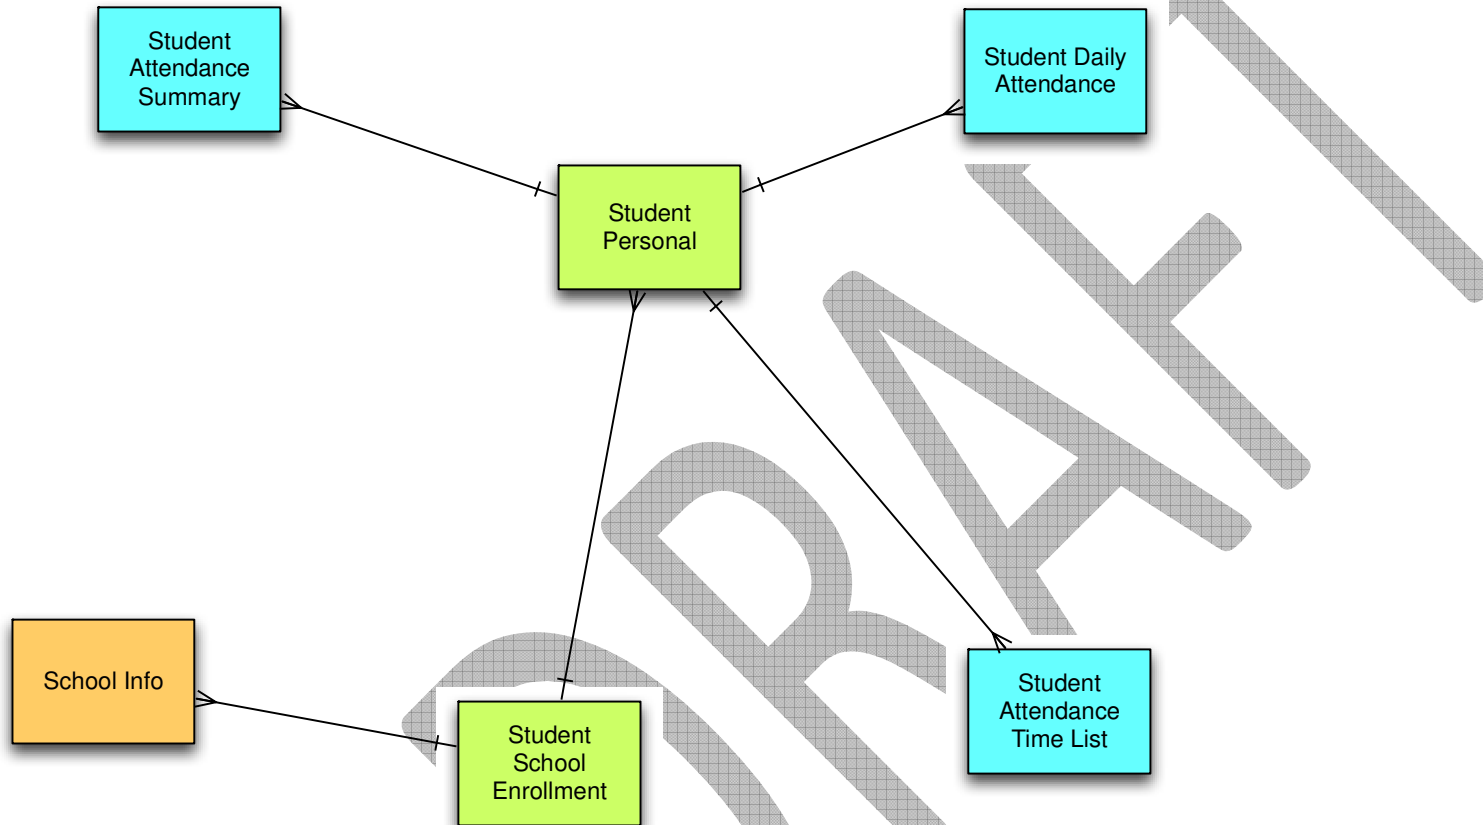 Student
Attendance
Summary
Student Daily
Attendance
Student
Personal
School Info
Student
School
Enrollment
Student
Attendance
Time List
DRAFT